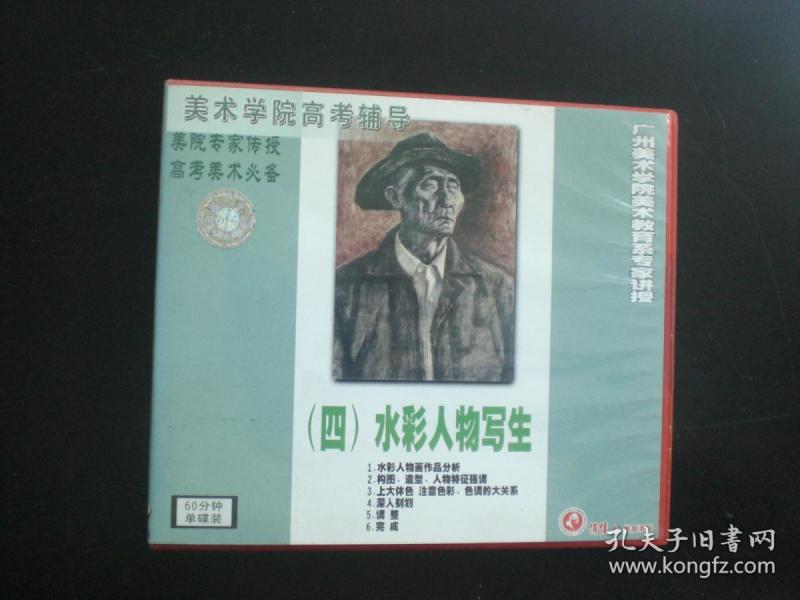 美术学院高考辅导
美院专家传授
高考美术必备
广州美术学院美术教育系专家讲授
（四）水彩人物写生
1.水彩人物画作品分析
2.构图、造型、人物特征强调
3.上大体色 注意色彩、色调的大关系
4.深入刻划
5.调 整
6.完 成
60分钟
单碟装
孔夫子旧书网
www.kongfz.com